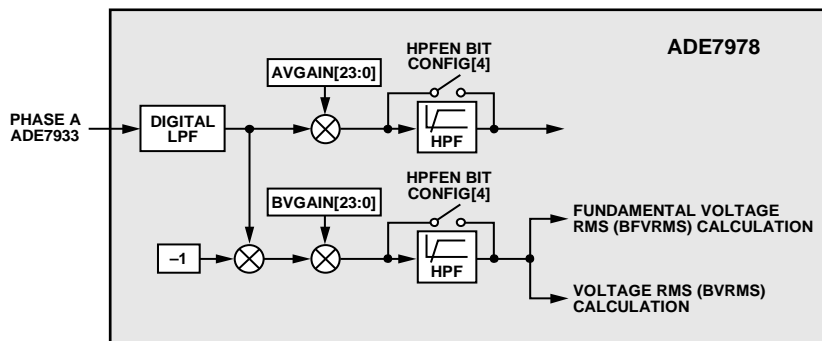 ADE7978
HPFEN BIT
CONFIG[4]
AVGAIN[23:0]
PHASE A
ADE7933
DIGITAL
LPF
HPF
HPFEN BIT
CONFIG[4]
BVGAIN[23:0]
–1
HPF
FUNDAMENTAL VOLTAGE
RMS (BFVRMS) CALCULATION
VOLTAGE RMS (BVRMS)
CALCULATION